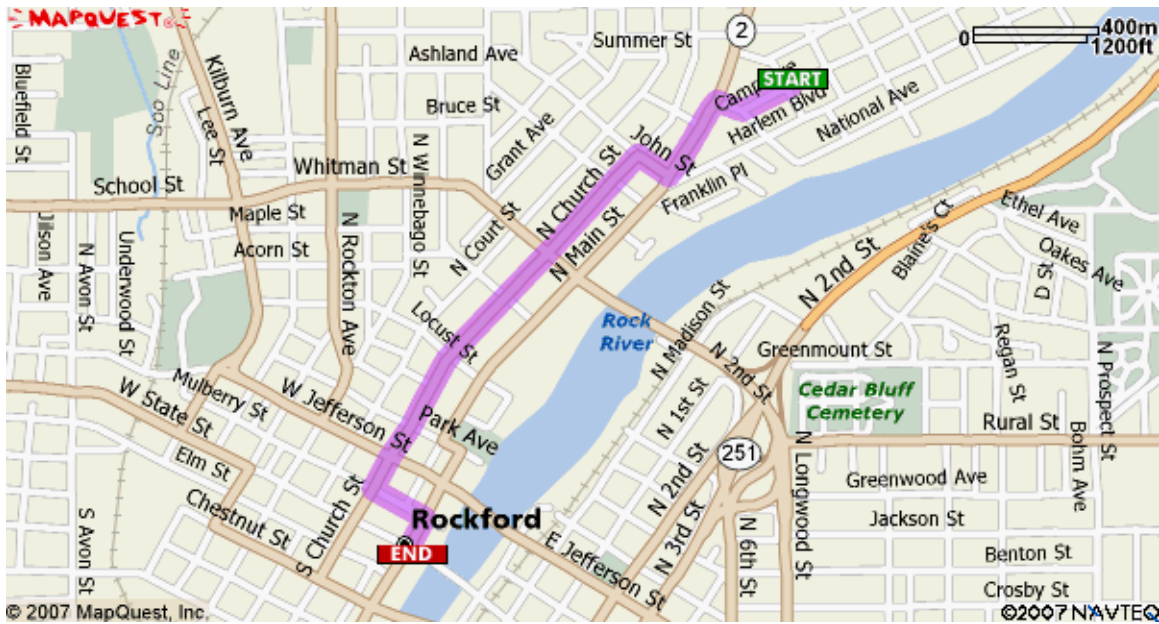 MAPQUEST
Summer St
2
400m
0
1200ft
Ashland Ave
START
Bluefield St
Soo Line
Kilburn Ave
Bruce St
Harlem Blvd
National Ave
Lee St
Grant Ave
John St
Whitman St
N Winnebago St
Franklin Pl
School St
N Church St
Maple St
N Court St
N Main St
Ethel Ave
Blaine's Ct
Acorn St
N Rockton Ave
Oakes Ave
Jilson Ave
N Avon St
Underwood St
N 2nd St
D St
Locust St
Rock
River
N Madison St
Regan St
N Prospect St
Greenmount St
N 2nd St
Mulberry St
W Jefferson St
Cedar Bluff
Cemetery
W State St
Park Ave
N 1st St
Rural St
Elm St
251
N Longwood St
Bohm Ave
Chestnut St
N 2nd St
Greenwood Ave
S Church St
Rockford
N 3rd St
Jackson St
S Avon St
END
E Jefferson St
N 6th St
Benton St
Crosby St
© 2007 MapQuest, Inc.
©2007 NAVTEQ